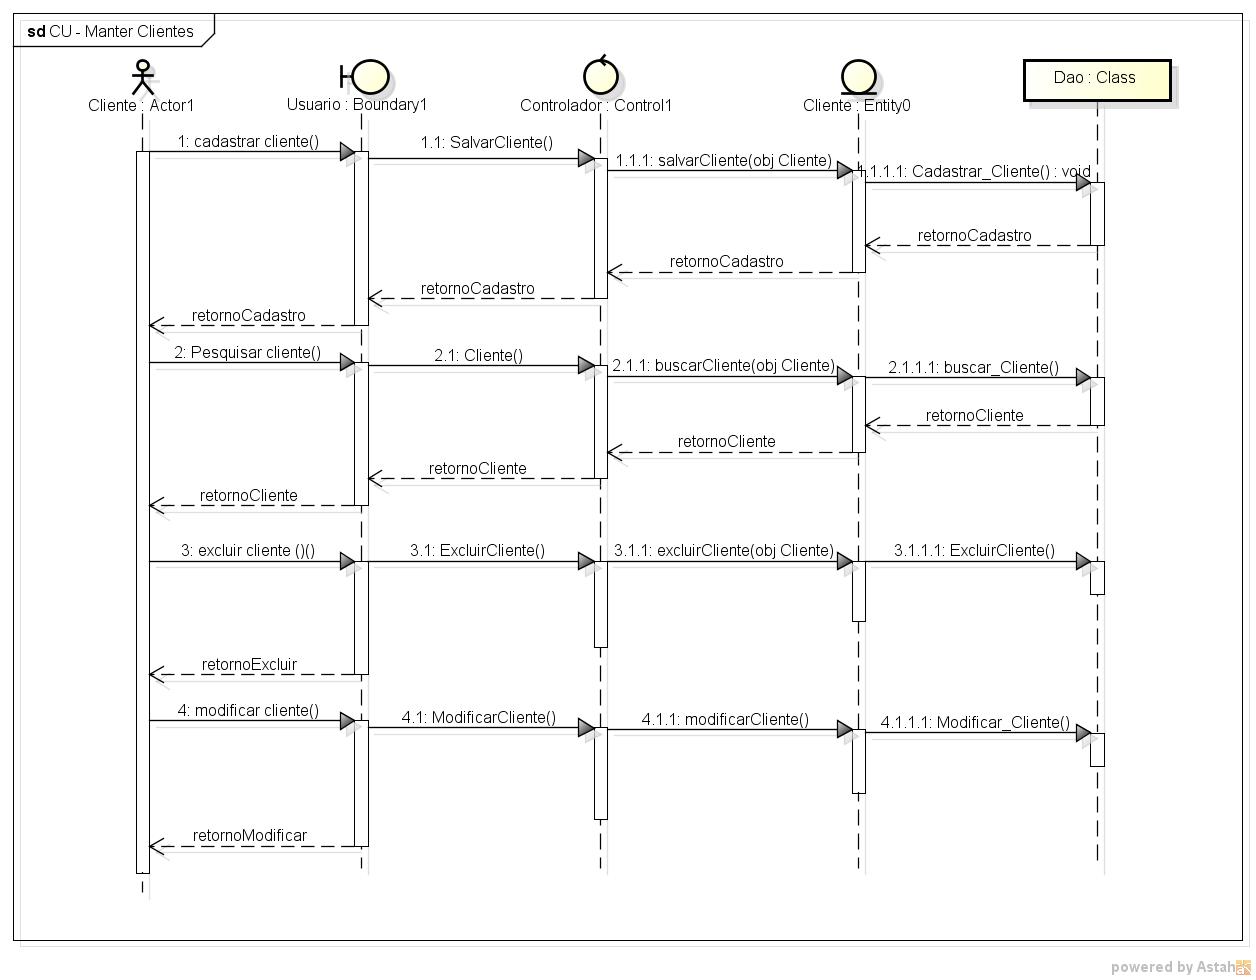 sd CU - Manter Clientes
Cliente : Actor1
Usuario : Boundary1
Controlador : Control1
Cliente : Entity0
Dao : Class
1: cadastrar cliente()
1.1: SalvarCliente()
1.1.1: salvarCliente(obj Cliente)
1.1.1.1: Cadastrar_Cliente() : void
retornoCadastro
retornoCadastro
retornoCadastro
retornoCadastro
2: Pesquisar cliente()
2.1: Cliente()
2.1.1: buscarCliente(obj Cliente)
2.1.1.1: buscar_Cliente()
retornoCliente
retornoCliente
retornoCliente
retornoCliente
3: excluir cliente ()()
3.1: ExcluirCliente()
3.1.1: excluirCliente(obj Cliente)
3.1.1.1: ExcluirCliente()
retornoExcluir
4: modificar cliente()
4.1: ModificarCliente()
4.1.1: modificarCliente()
4.1.1.1: Modificar_Cliente()
retornoModificar
powered by Astah